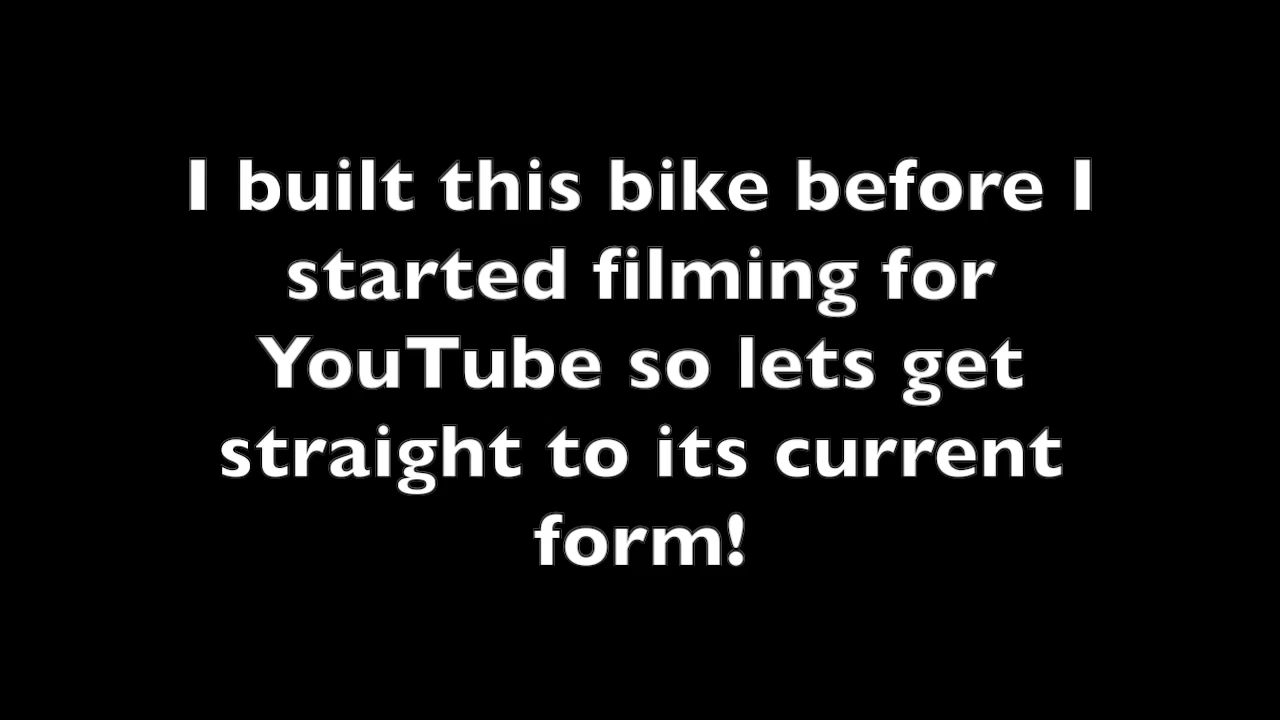 I built this bike before I
started filming for
YouTube so lets get
straight to its current
form!